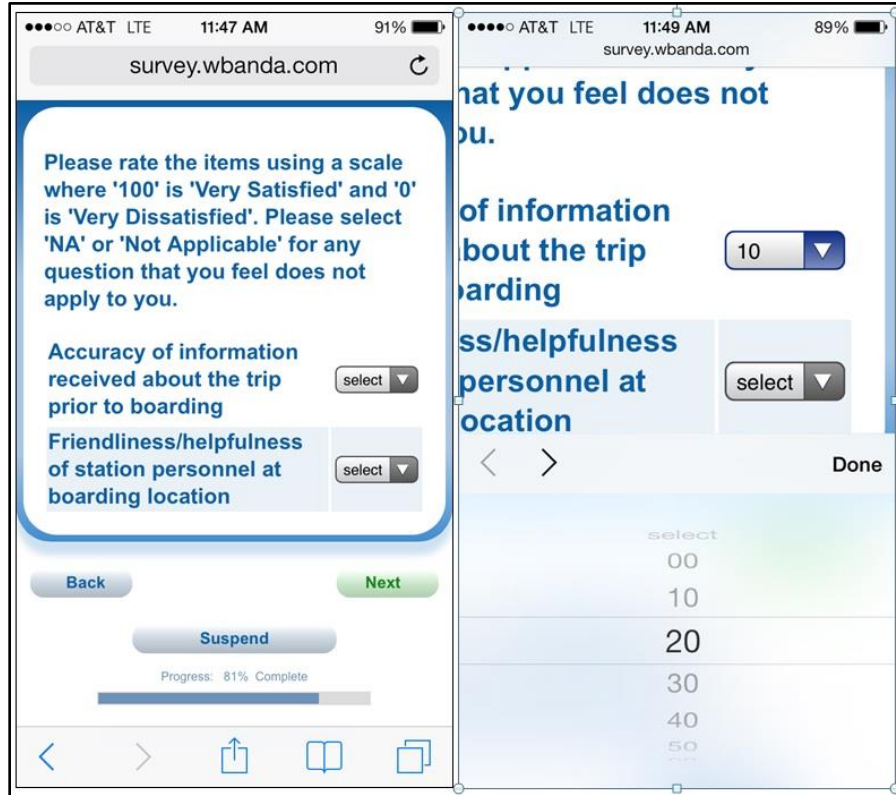 AT&T LTE 11:47 AM 91%
survey.wbanda.com
Please rate the items using a scale
where '100' is 'Very Satisfied' and '0'
is 'Very Dissatisfied'. Please select
'NA' or 'Not Applicable' for any
question that you feel does not
apply to you.
Accuracy of information
received about the trip
prior to boarding
select
Friendliness/helpfulness
of station personnel at
boarding location
select
Back
Next
Suspend
Progress: 81% Complete
AT&T LTE 11:49 AM 89%
survey.wbanda.com
hat you feel does not
ou.
of information
about the trip
oarding
10
ss/helpfulness
personnel at
ocation
select
Done
select
00
10
20
30
40
50